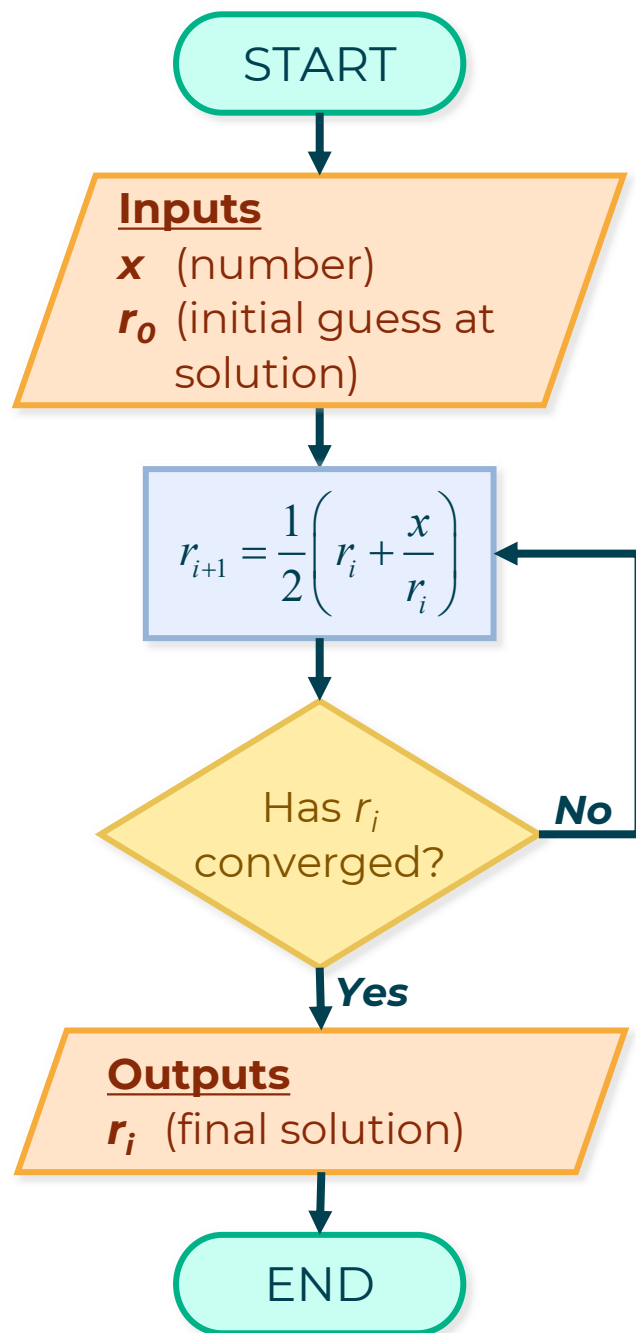 START
Inputs
x (number)
r₀ (initial guess at
solution)
rᵢ₊₁ = 1/2 (rᵢ + x/rᵢ)
Has rᵢ
converged?
No
Yes
Outputs
rᵢ (final solution)
END